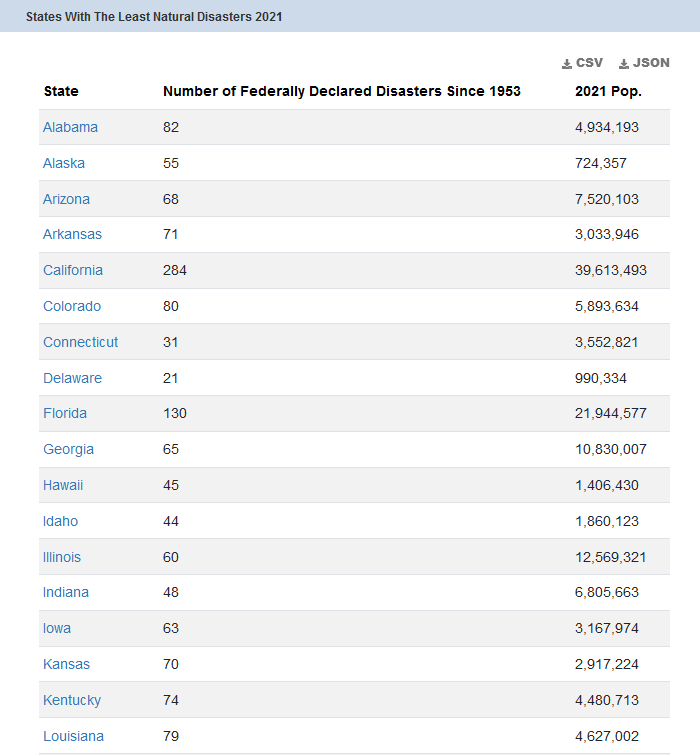 States With The Least Natural Disasters 2021
CSV JSON
State Number of Federally Declared Disasters Since 1953 2021 Pop.
Alabama 82 4,934,193
Alaska 55 724,357
Arizona 68 7,520,103
Arkansas 71 3,033,946
California 284 39,613,493
Colorado 80 5,893,634
Connecticut 31 3,552,821
Delaware 21 990,334
Florida 130 21,944,577
Georgia 65 10,830,007
Hawaii 45 1,406,430
Idaho 44 1,860,123
Illinois 60 12,569,321
Indiana 48 6,805,663
Iowa 63 3,167,974
Kansas 70 2,917,224
Kentucky 74 4,480,713
Louisiana 79 4,627,002